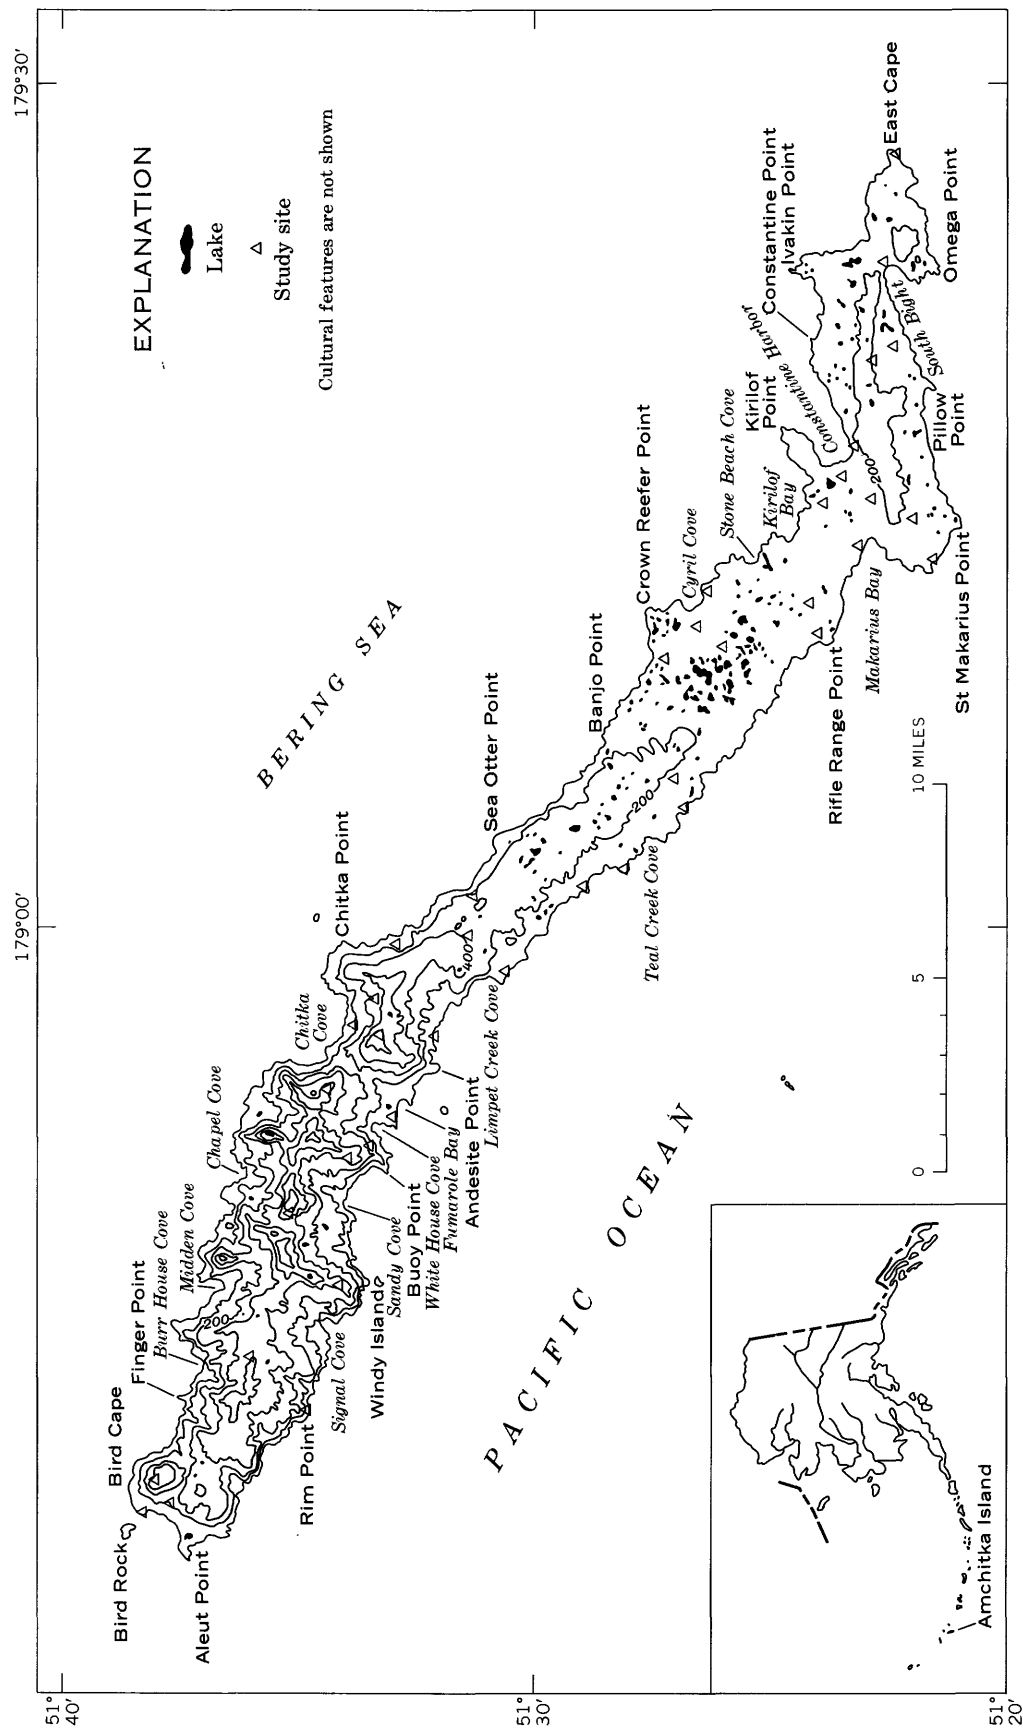 179°30′
179°00′
51°
40′
51°
30′
51°
20′
EXPLANATION
Lake
Study site
Cultural features are not shown
BERING SEA
PACIFIC OCEAN
Bird Rock
Bird Cape
Aleut Point
Finger Point
Burr House Cove
Midden Cove
Chapel Cove
Chitka
Cove
Chitka Point
Sea Otter Point
Banjo Point
Crown Reefer Point
Cyril Cove
Stone Beach Cove
Kirilof
Bay
Kirilof
Point
Constantine Harbor
Constantine Point
Ivakin Point
East Cape
Omega Point
South Bight
Pillow
Point
St Makarius Point
Makarius Bay
Rifle Range Point
Teal Creek Cove
Limpet Creek Cove
Andesite Point
Fumarole Bay
White House Cove
Buoy Point
Sandy Cove
Windy Island
Signal Cove
Rim Point
200
400
200
200
0
5
10 MILES
Amchitka Island